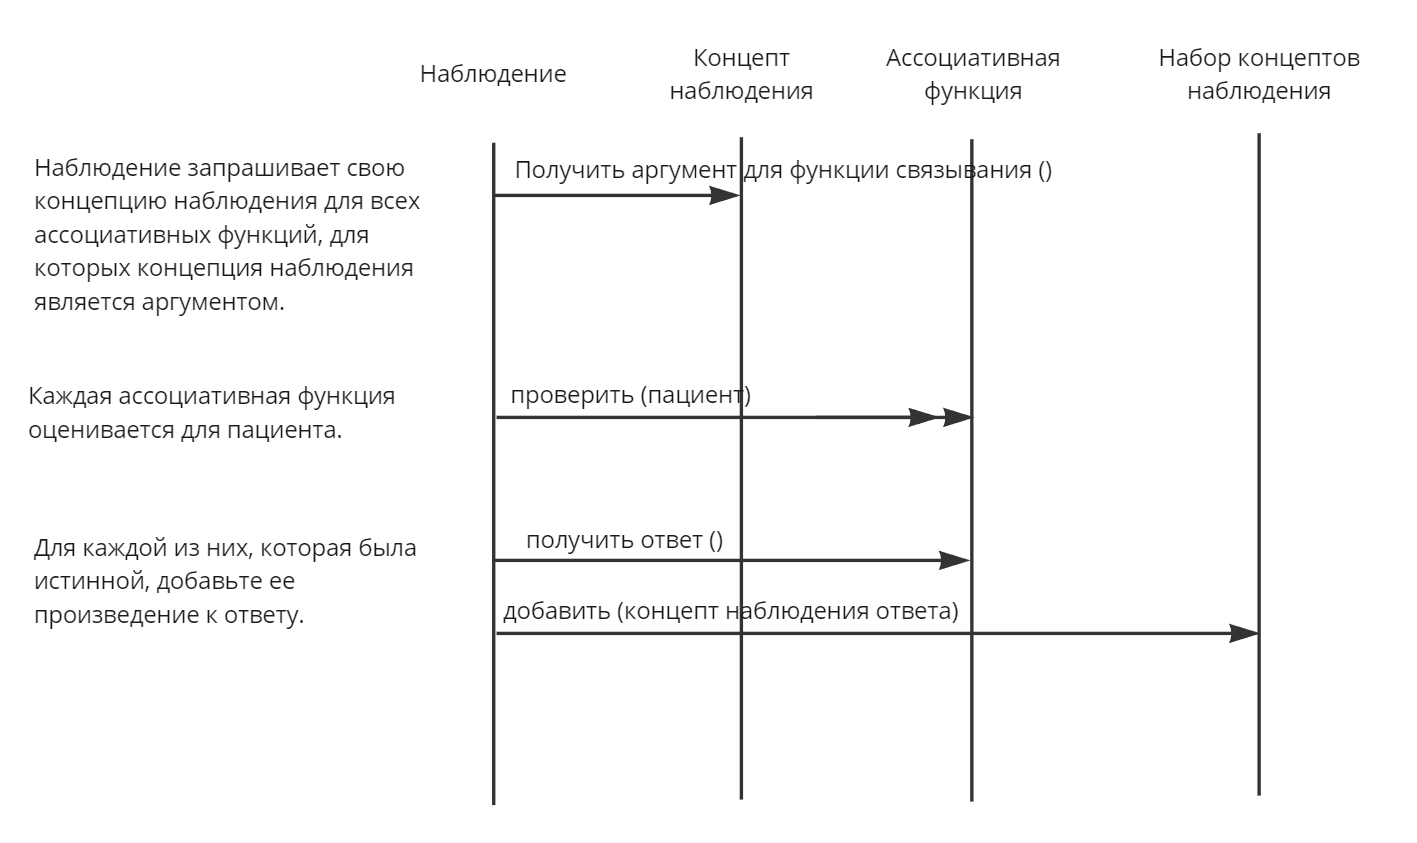 Наблюдение
Концепт
наблюдения
Ассоциативная
функция
Набор концептов
наблюдения
Наблюдение запрашивает свою
концепцию наблюдения для всех
ассоциативных функций, для
которых концепция наблюдения
является аргументом.
Получить аргумент для функции связывания ()
Каждая ассоциативная функция
оценивается для пациента.
проверить (пациент)
Для каждой из них, которая была
истинной, добавьте ее
произведение к ответу.
получить ответ ()
добавить (концепт наблюдения ответа)